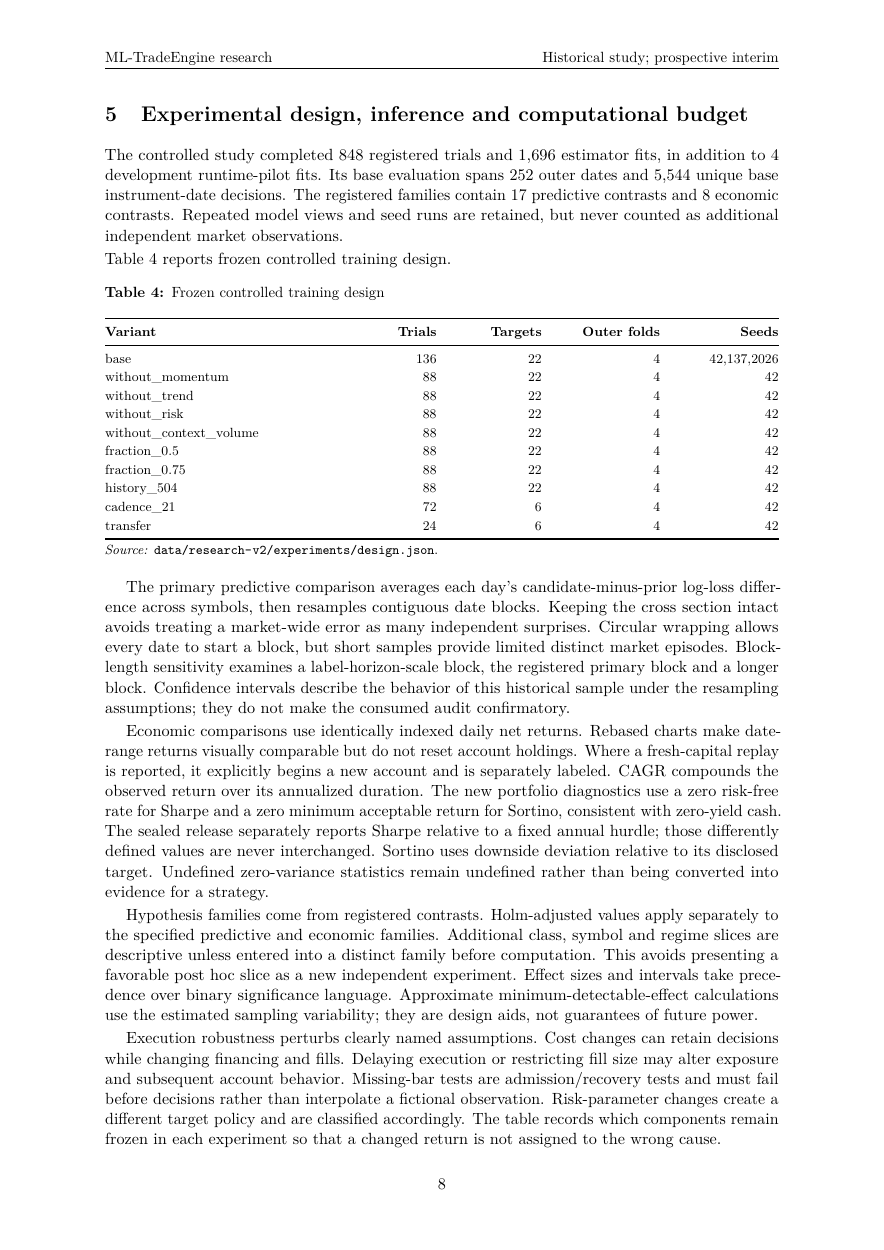 ML-TradeEngine research Historical study; prospective interim
5 Experimental design, inference and computational budget
The controlled study completed 848 registered trials and 1,696 estimator fits, in addition to 4
development runtime-pilot fits. Its base evaluation spans 252 outer dates and 5,544 unique base
instrument-date decisions. The registered families contain 17 predictive contrasts and 8 economic
contrasts. Repeated model views and seed runs are retained, but never counted as additional
independent market observations.
Table 4 reports frozen controlled training design.
Table 4: Frozen controlled training design
Variant Trials Targets Outer folds Seeds
base 136 22 4 42,137,2026
without_momentum 88 22 4 42
without_trend 88 22 4 42
without_risk 88 22 4 42
without_context_volume 88 22 4 42
fraction_0.5 88 22 4 42
fraction_0.75 88 22 4 42
history_504 88 22 4 42
cadence_21 72 6 4 42
transfer 24 6 4 42
Source: data/research-v2/experiments/design.json.
The primary predictive comparison averages each day's candidate-minus-prior log-loss differ-
ence across symbols, then resamples contiguous date blocks. Keeping the cross section intact
avoids treating a market-wide error as many independent surprises. Circular wrapping allows
every date to start a block, but short samples provide limited distinct market episodes. Block-
length sensitivity examines a label-horizon-scale block, the registered primary block and a longer
block. Confidence intervals describe the behavior of this historical sample under the resampling
assumptions; they do not make the consumed audit confirmatory.
Economic comparisons use identically indexed daily net returns. Rebased charts make date-
range returns visually comparable but do not reset account holdings. Where a fresh-capital replay
is reported, it explicitly begins a new account and is separately labeled. CAGR compounds the
observed return over its annualized duration. The new portfolio diagnostics use a zero risk-free
rate for Sharpe and a zero minimum acceptable return for Sortino, consistent with zero-yield cash.
The sealed release separately reports Sharpe relative to a fixed annual hurdle; those differently
defined values are never interchanged. Sortino uses downside deviation relative to its disclosed
target. Undefined zero-variance statistics remain undefined rather than being converted into
evidence for a strategy.
Hypothesis families come from registered contrasts. Holm-adjusted values apply separately to
the specified predictive and economic families. Additional class, symbol and regime slices are
descriptive unless entered into a distinct family before computation. This avoids presenting a
favorable post hoc slice as a new independent experiment. Effect sizes and intervals take prece-
dence over binary significance language. Approximate minimum-detectable-effect calculations
use the estimated sampling variability; they are design aids, not guarantees of future power.
Execution robustness perturbs clearly named assumptions. Cost changes can retain decisions
while changing financing and fills. Delaying execution or restricting fill size may alter exposure
and subsequent account behavior. Missing-bar tests are admission/recovery tests and must fail
before decisions rather than interpolate a fictional observation. Risk-parameter changes create a
different target policy and are classified accordingly. The table records which components remain
frozen in each experiment so that a changed return is not assigned to the wrong cause.
8